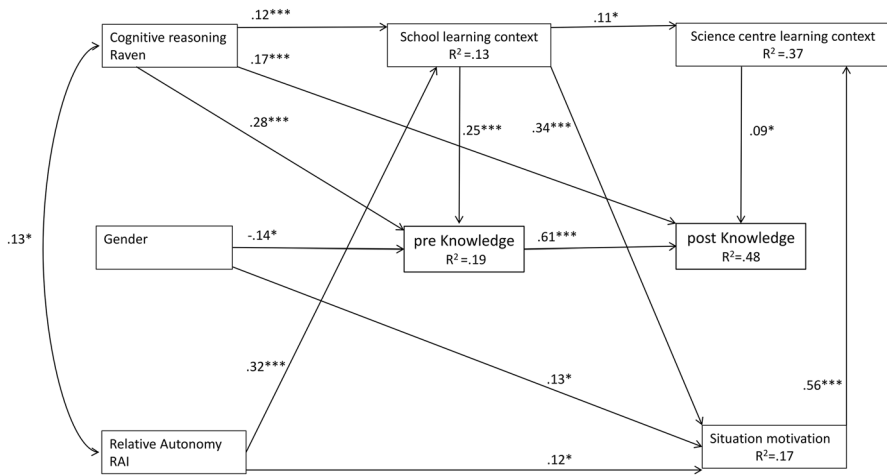 .12***
.11*
Cognitive reasoning
Raven
School learning context
R²=.13
Science centre learning context
R²=.37
.17***
.28***
.25***
.34***
.09*
.13*
Gender
-.14*
pre Knowledge
R²=.19
.61***
post Knowledge
R²=.48
.32***
.13*
.56***
Relative Autonomy
RAI
.12*
Situation motivation
R²=.17